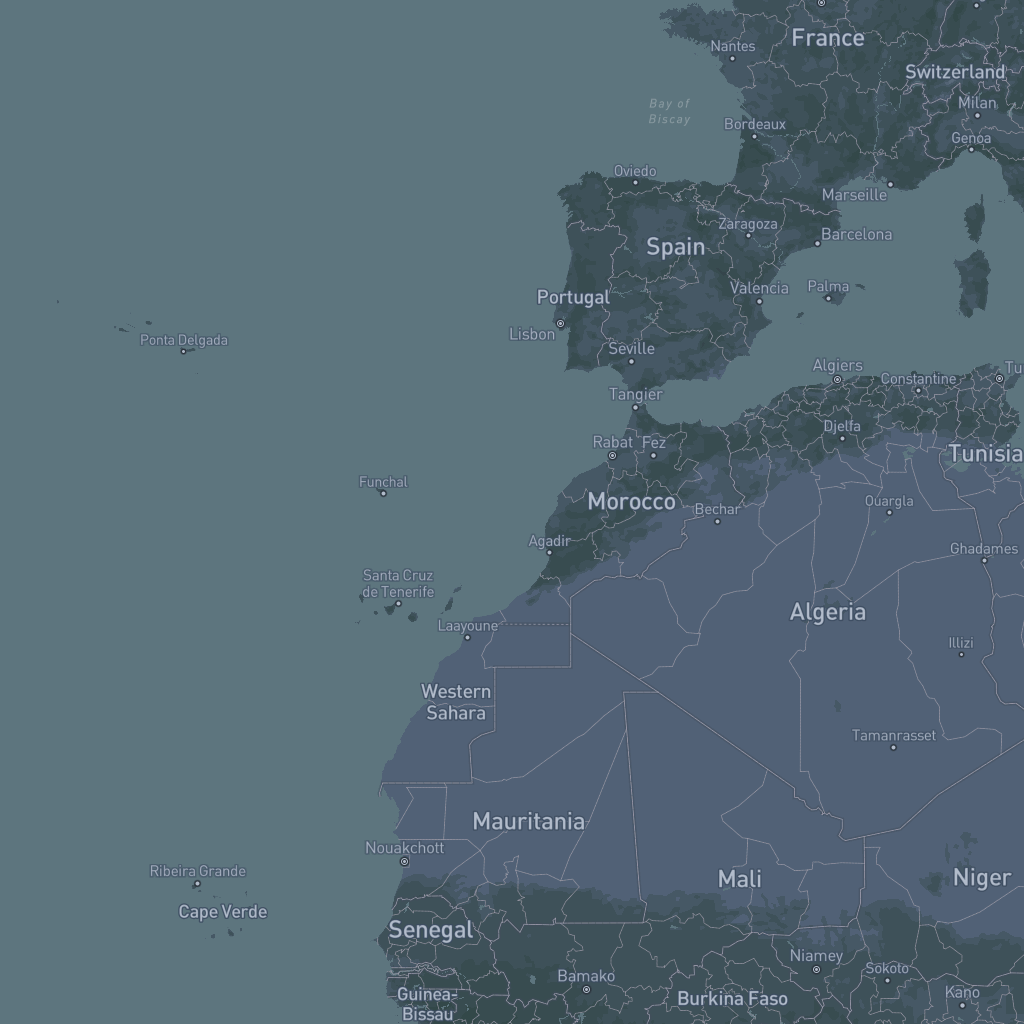 France
Nantes
Switzerland
Milan
Bay of
Biscay
Bordeaux
Genoa
Oviedo
Marseille
Zaragoza
Barcelona
Spain
Valencia
Palma
Portugal
Lisbon
Ponta Delgada
Seville
Algiers
Constantine
Tangier
Djelfa
Rabat
Fez
Tunisia
Funchal
Morocco
Bechar
Ouargla
Agadir
Ghadames
Santa Cruz
de Tenerife
Algeria
Laayoune
Illizi
Western
Sahara
Tamanrasset
Mauritania
Nouakchott
Ribeira Grande
Mali
Niger
Cape Verde
Senegal
Niamey
Sokoto
Bamako
Kano
Guinea-
Bissau
Burkina Faso